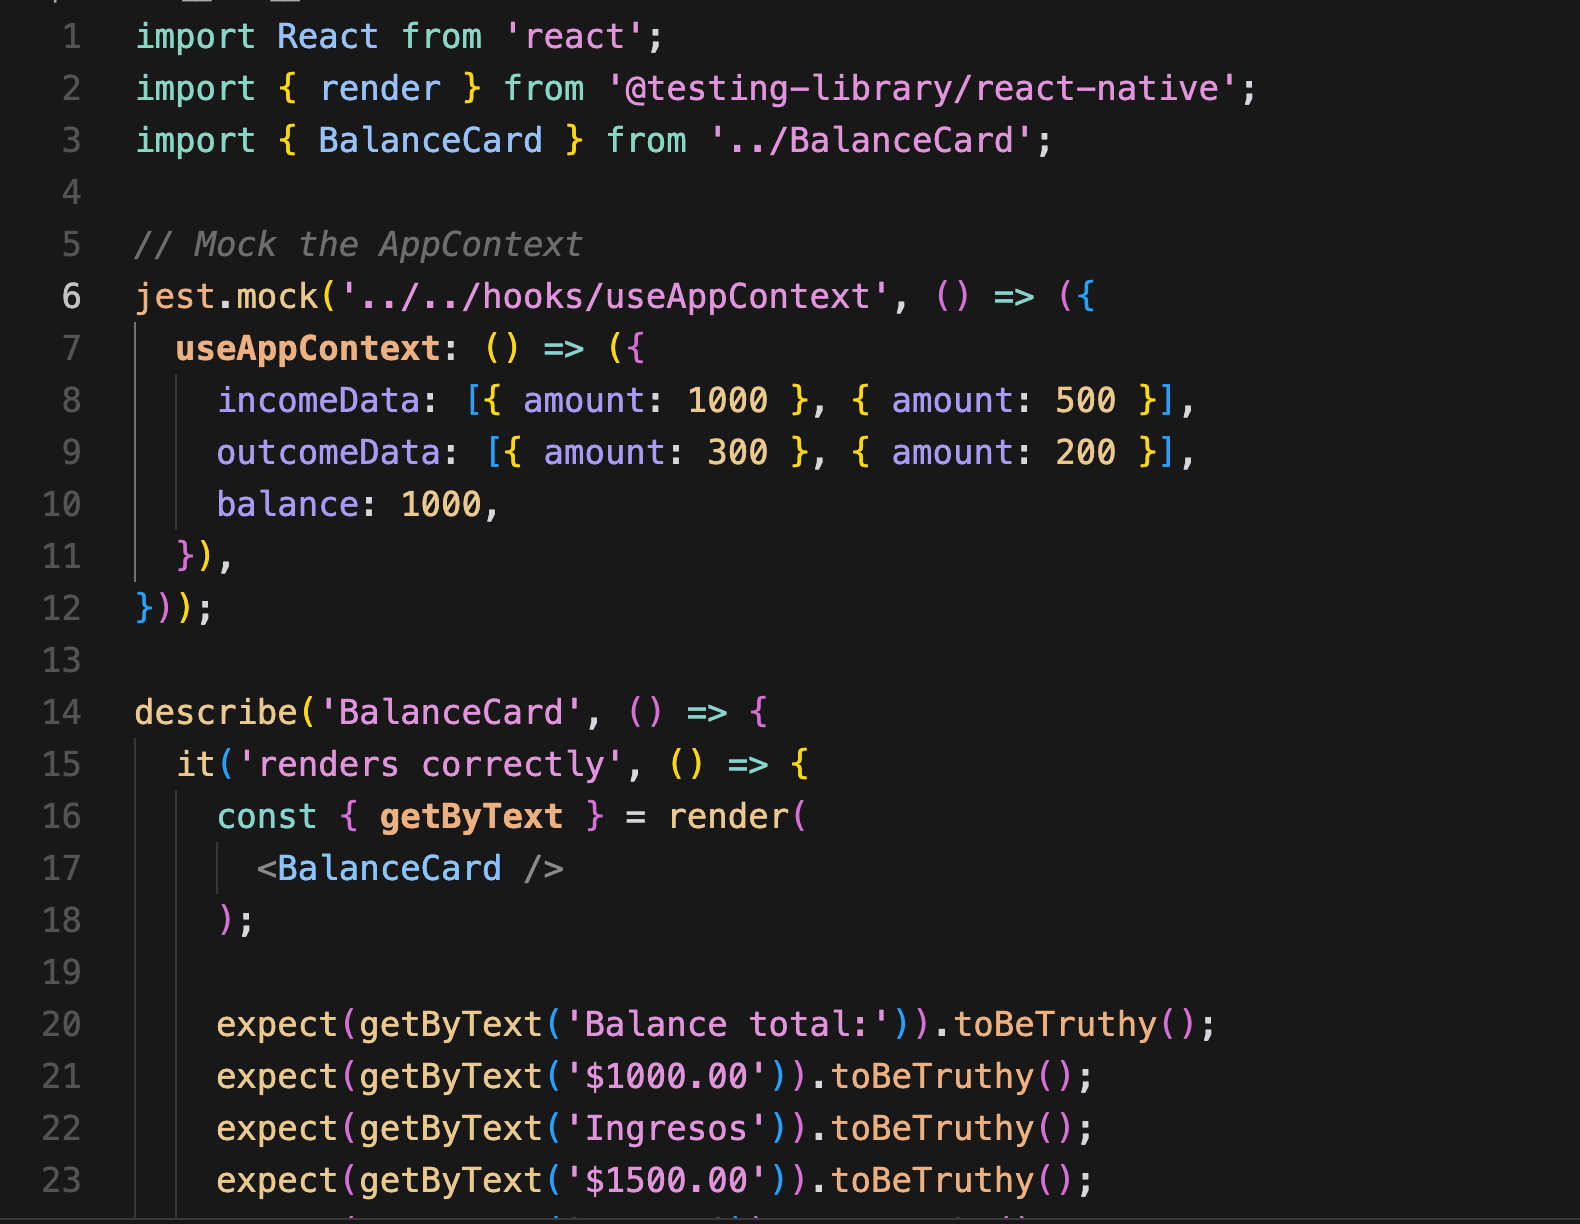 1 import React from 'react';
2 import { render } from '@testing-library/react-native';
3 import { BalanceCard } from '../BalanceCard';
4
5 // Mock the AppContext
6 jest.mock('../../hooks/useAppContext', () => ({
7   useAppContext: () => ({
8     incomeData: [{ amount: 1000 }, { amount: 500 }],
9     outcomeData: [{ amount: 300 }, { amount: 200 }],
10     balance: 1000,
11   }),
12 }));
13
14 describe('BalanceCard', () => {
15   it('renders correctly', () => {
16     const { getByText } = render(
17       <BalanceCard />
18     );
19
20     expect(getByText('Balance total:')).toBeTruthy();
21     expect(getByText('$1000.00')).toBeTruthy();
22     expect(getByText('Ingresos')).toBeTruthy();
23     expect(getByText('$1500.00')).toBeTruthy();